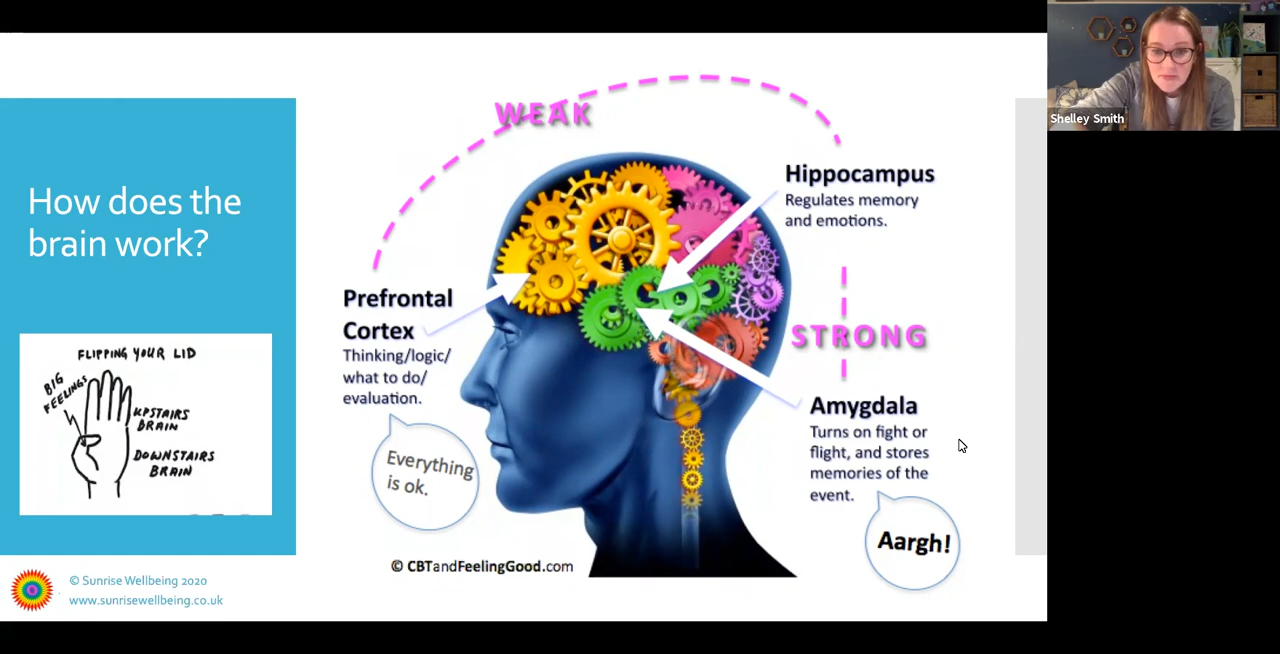 How does the
brain work?
FLIPPING YOUR LID
BIG
FEELINGS
UPSTAIRS
BRAIN
DOWNSTAIRS
BRAIN
© Sunrise Wellbeing 2020
www.sunrisewellbeing.co.uk
WEAK
Hippocampus
Regulates memory
and emotions.
Prefrontal
Cortex
Thinking/logic/
what to do/
evaluation.
Everything
is ok.
STRONG
Amygdala
Turns on fight or
flight, and stores
memories of the
event.
Aargh!
© CBTandFeelingGood.com
Shelley Smith